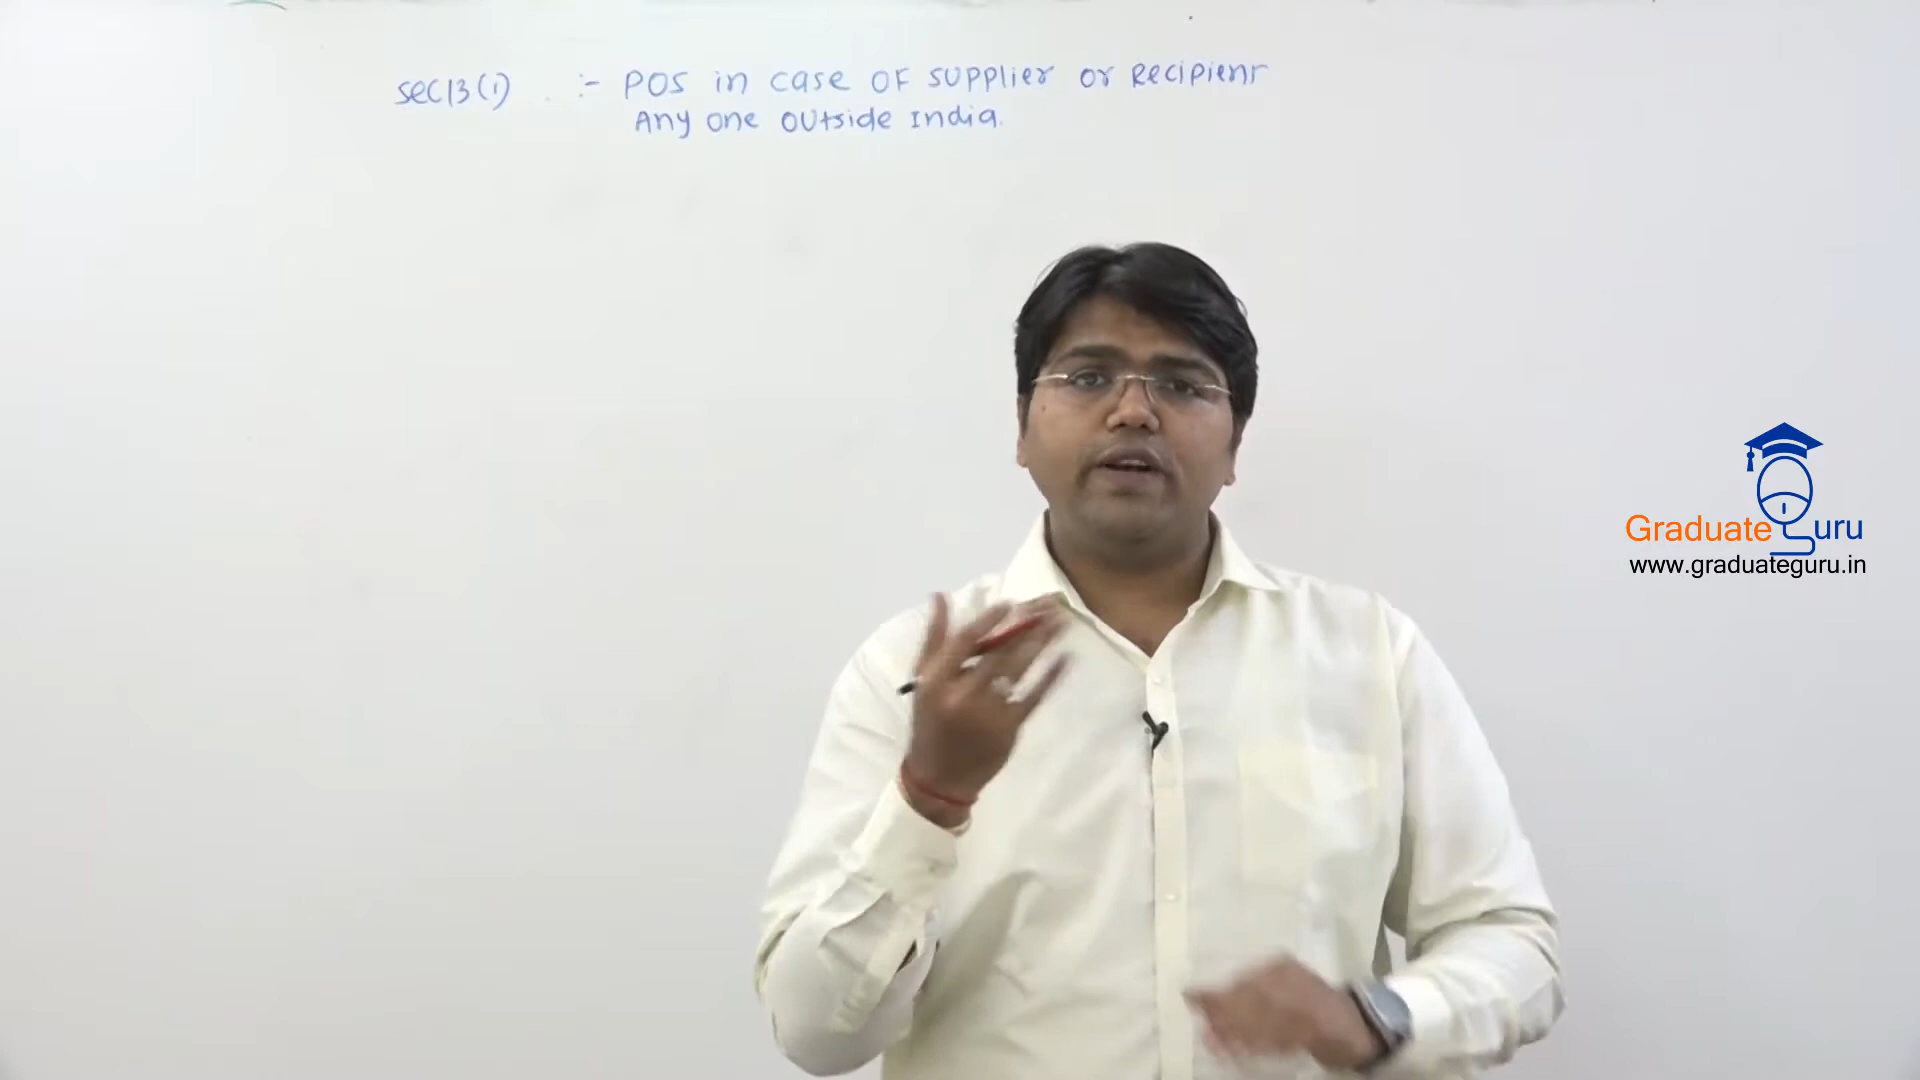 sec13(1) :- POS in case OF supplier or Recipient
Any one outside India.
Graduate Guru
www.graduateguru.in